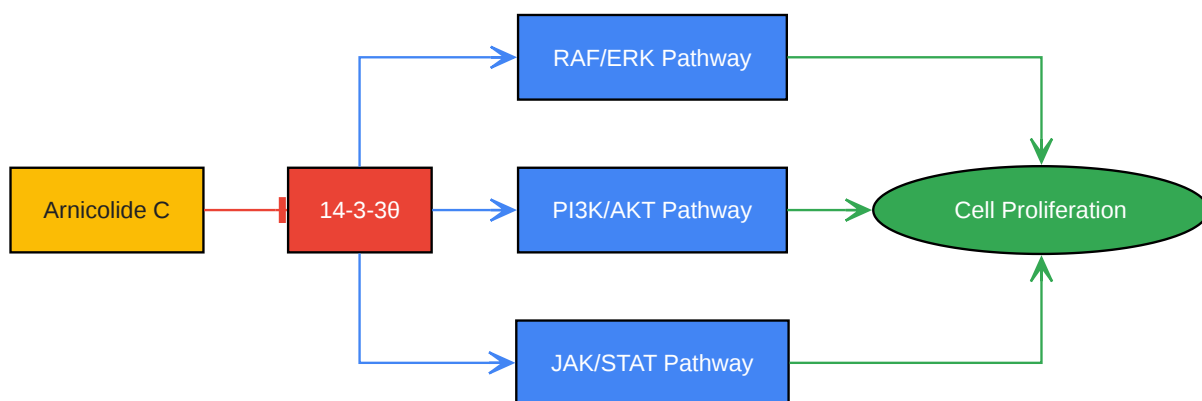 RAF/ERK Pathway
Arnicolide C
14-3-3θ
PI3K/AKT Pathway
Cell Proliferation
JAK/STAT Pathway